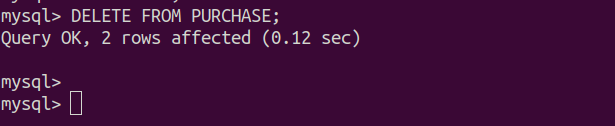 mysql> DELETE FROM PURCHASE;
Query OK, 2 rows affected (0.12 sec)
mysql>
mysql>